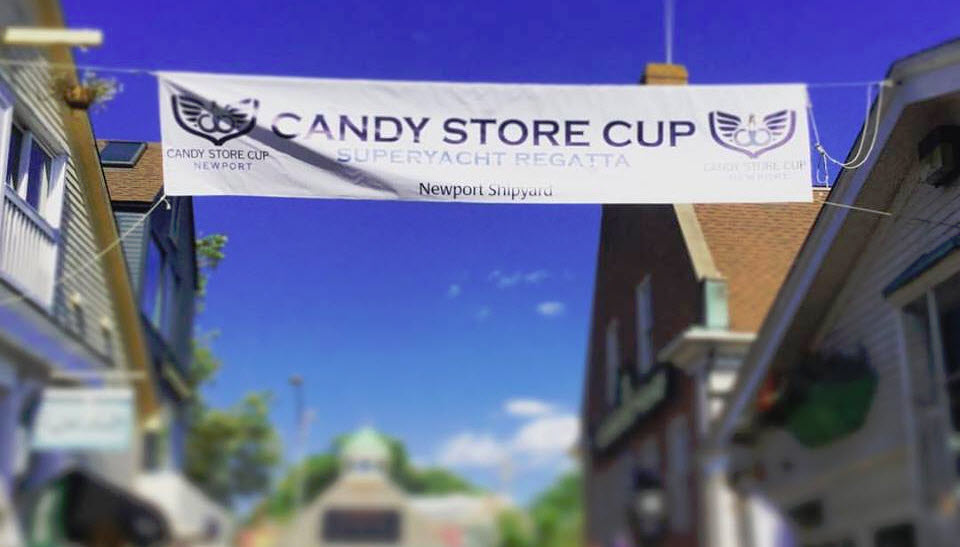 CANDY STORE CUP
NEWPORT
CANDY STORE CUP
SUPERYACHT REGATTA
Newport Shipyard
CANDY STORE CUP
NEWPORT